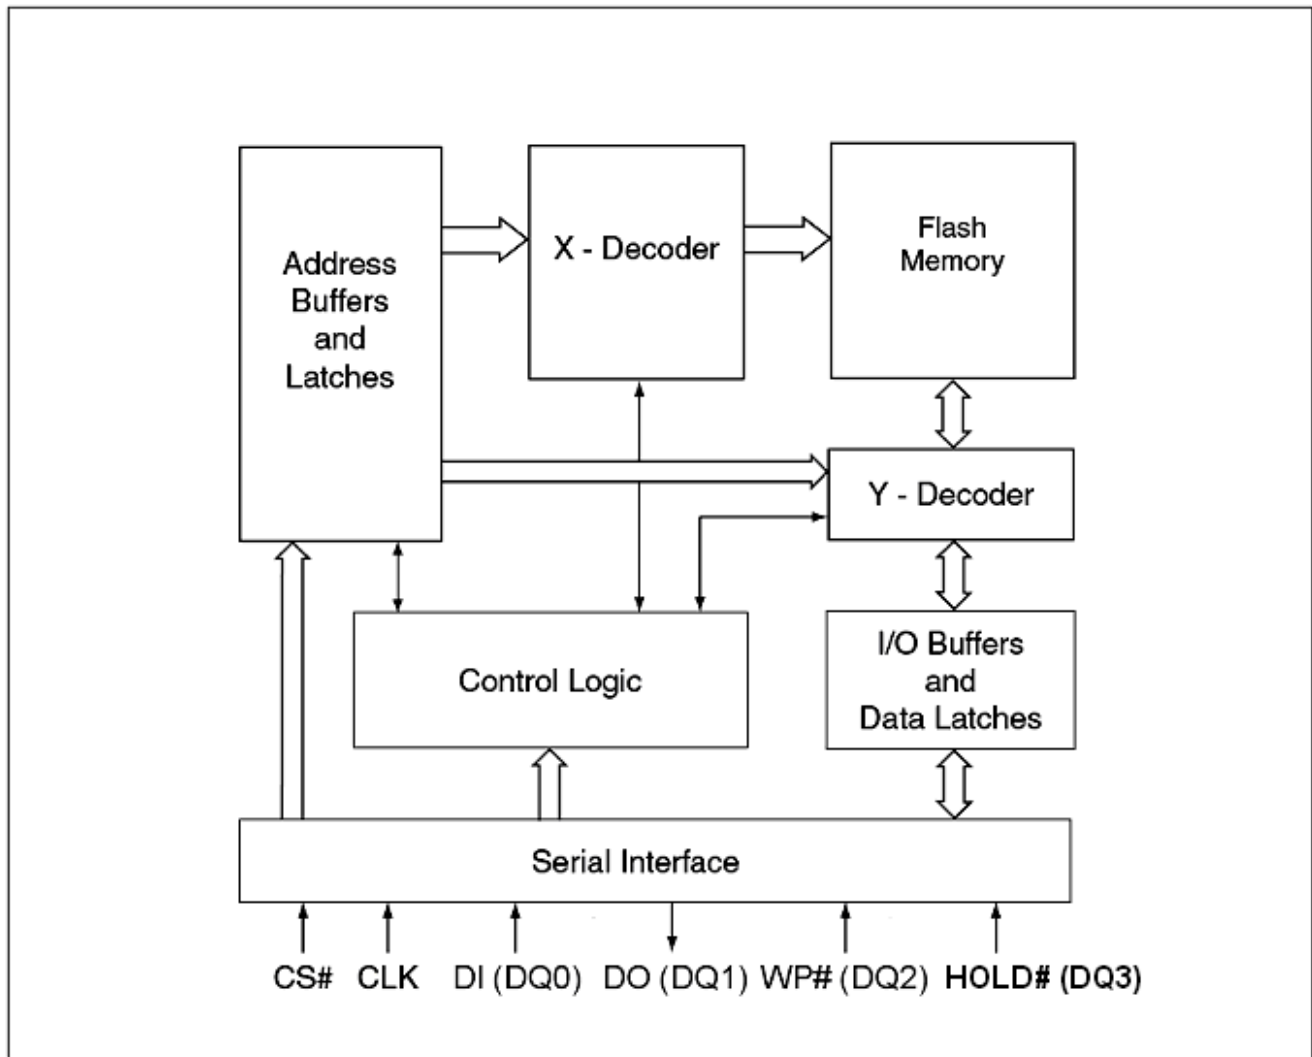 Address
Buffers
and
Latches
X - Decoder
Flash
Memory
Y - Decoder
Control Logic
I/O Buffers
and
Data Latches
Serial Interface
CS# CLK DI (DQ0) DO (DQ1) WP# (DQ2) HOLD# (DQ3)